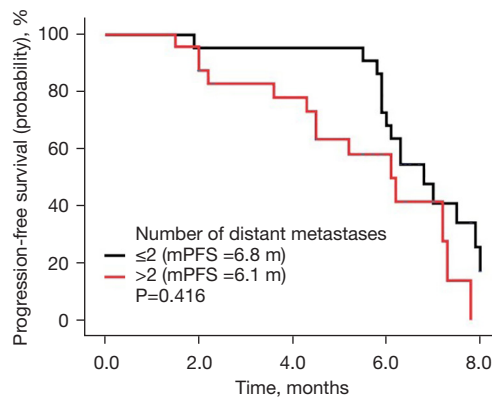 Progression-free survival (probability), %
100
80
60
40
20
0
Number of distant metastases
≤2 (mPFS =6.8 m)
>2 (mPFS =6.1 m)
P=0.416
0.0 2.0 4.0 6.0 8.0
Time, months